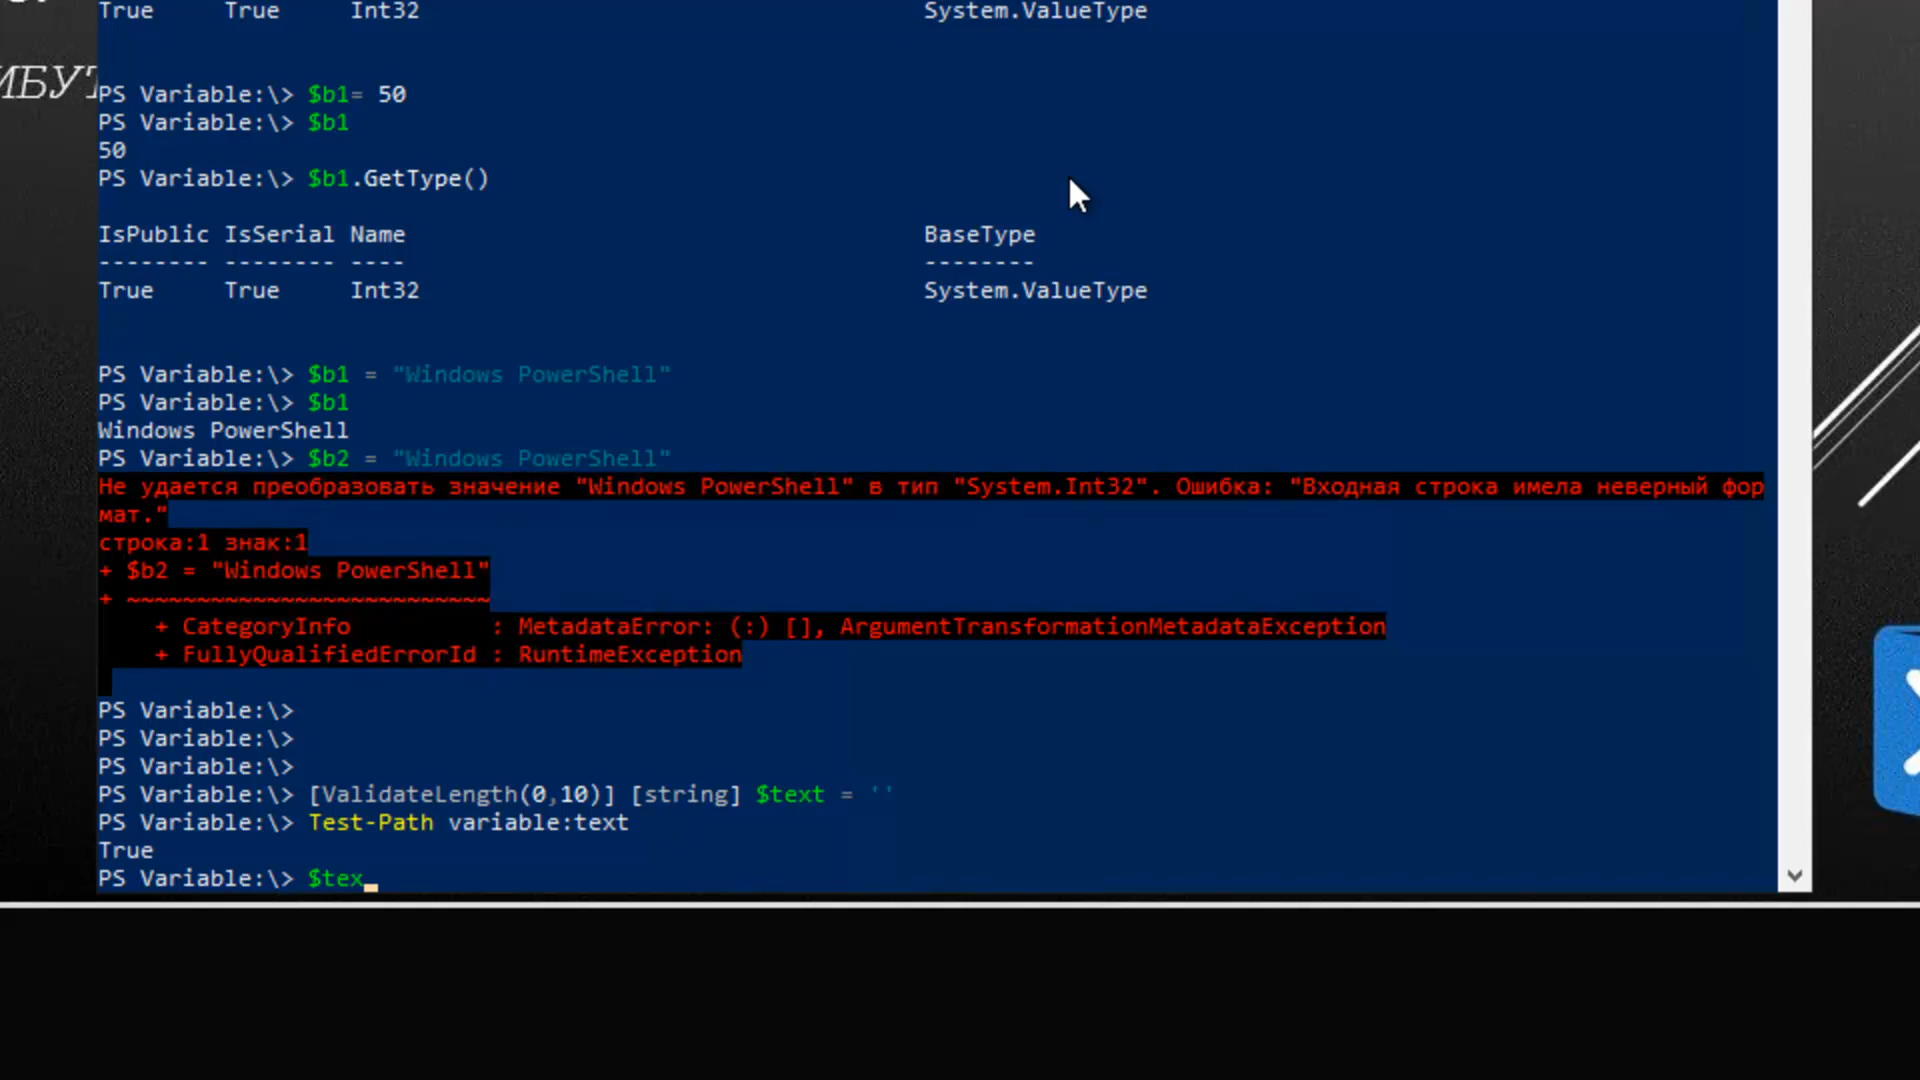 True     True     Int32                                    System.ValueType
ИБУТ
PS Variable:\> $b1= 50
PS Variable:\> $b1
50
PS Variable:\> $b1.GetType()
IsPublic IsSerial Name                                     BaseType
-------- -------- ----                                     --------
True     True     Int32                                    System.ValueType
PS Variable:\> $b1 = "Windows PowerShell"
PS Variable:\> $b1
Windows PowerShell
PS Variable:\> $b2 = "Windows PowerShell"
Не удается преобразовать значение "Windows PowerShell" в тип "System.Int32". Ошибка: "Входная строка имела неверный фор
мат."
строка:1 знак:1
+ $b2 = "Windows PowerShell"
+ ~~~~~~~~~~~~~~~~~~~~~~~~~~
    + CategoryInfo          : MetadataError: (:) [], ArgumentTransformationMetadataException
    + FullyQualifiedErrorId : RuntimeException
PS Variable:\>
PS Variable:\>
PS Variable:\>
PS Variable:\> [ValidateLength(0,10)] [string] $text = ''
PS Variable:\> Test-Path variable:text
True
PS Variable:\> $tex_